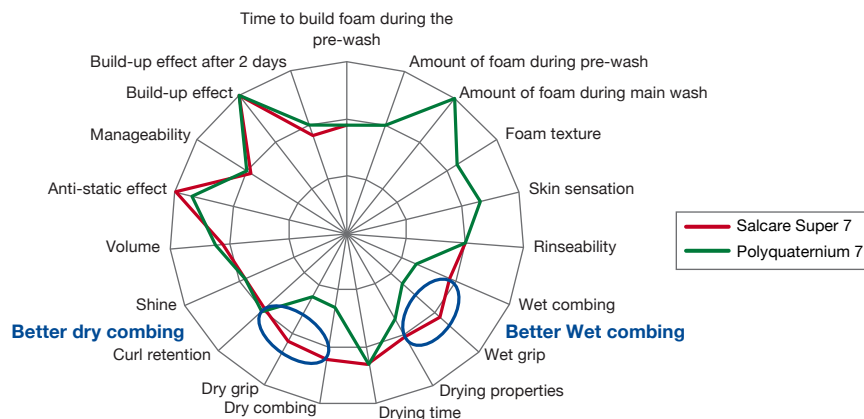 Time to build foam during the
pre-wash
Build-up effect after 2 days
Amount of foam during pre-wash
Build-up effect
Amount of foam during main wash
Manageability
Foam texture
Anti-static effect
Skin sensation
Salcare Super 7
Polyquaternium 7
Volume
Rinseability
Shine
Wet combing
Better dry combing
Better Wet combing
Curl retention
Wet grip
Dry grip
Drying properties
Dry combing
Drying time